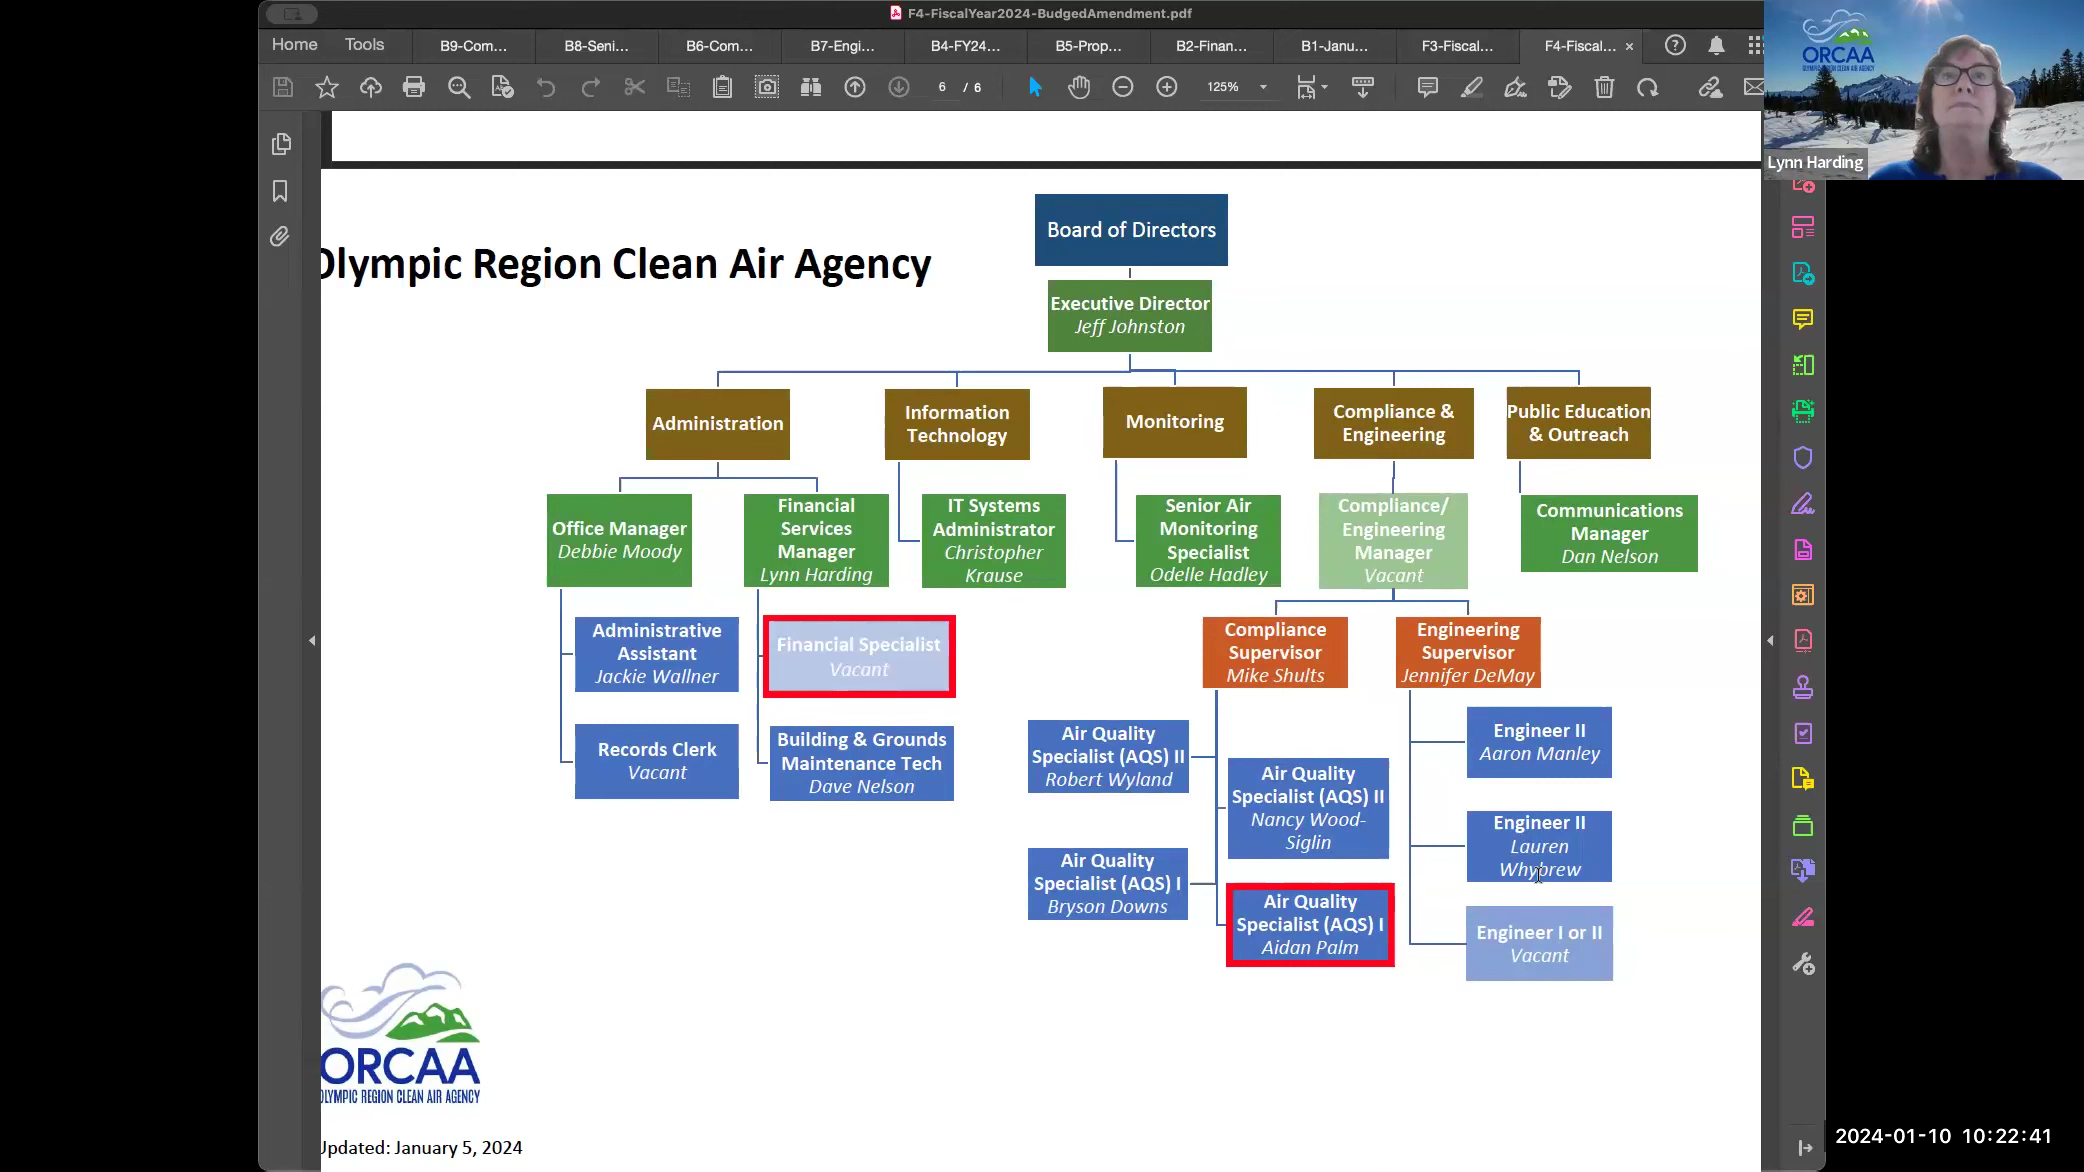 F4-FiscalYear2024-BudgedAmendment.pdf
Home
Tools
B9-Com...
B8-Seni...
B6-Com...
B7-Engi...
B4-FY24...
B5-Prop...
B2-Finan...
B1-Janu...
F3-Fiscal...
F4-Fiscal...
6 / 6
125%
ORCAA
OLYMPIC REGION CLEAN AIR AGENCY
Lynn Harding
Olympic Region Clean Air Agency
Board of Directors
Executive Director
Jeff Johnston
Administration
Information
Technology
Monitoring
Compliance &
Engineering
Public Education
& Outreach
Office Manager
Debbie Moody
Financial
Services
Manager
Lynn Harding
IT Systems
Administrator
Christopher
Krause
Senior Air
Monitoring
Specialist
Odelle Hadley
Compliance/
Engineering
Manager
Vacant
Communications
Manager
Dan Nelson
Administrative
Assistant
Jackie Wallner
Financial Specialist
Vacant
Compliance
Supervisor
Mike Shults
Engineering
Supervisor
Jennifer DeMay
Records Clerk
Vacant
Building & Grounds
Maintenance Tech
Dave Nelson
Air Quality
Specialist (AQS) II
Robert Wyland
Air Quality
Specialist (AQS) II
Nancy Wood-
Siglin
Engineer II
Aaron Manley
Engineer II
Lauren
Whybrew
Air Quality
Specialist (AQS) I
Bryson Downs
Air Quality
Specialist (AQS) I
Aidan Palm
Engineer I or II
Vacant
ORCAA
OLYMPIC REGION CLEAN AIR AGENCY
Updated: January 5, 2024
2024-01-10 10:22:41